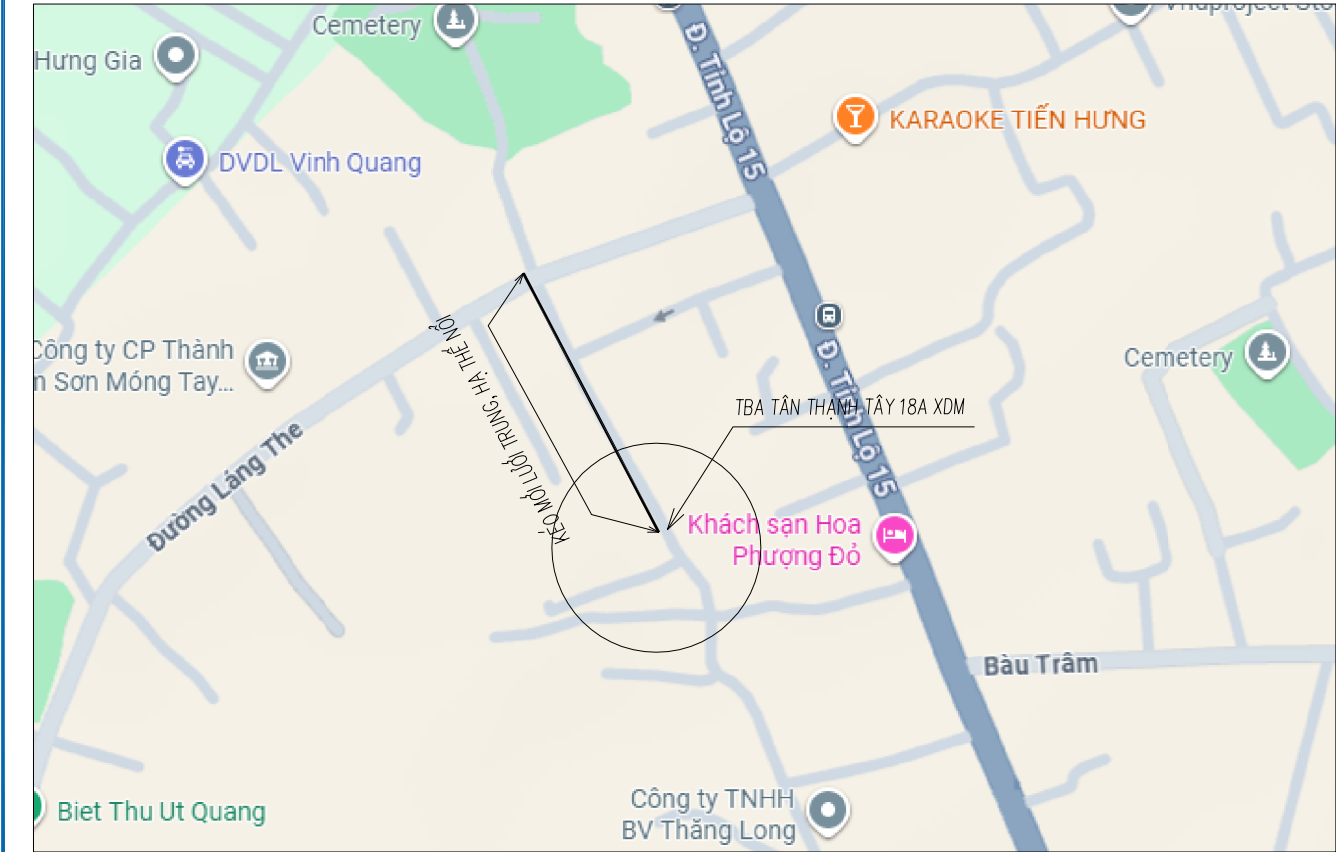 Cemetery
Hưng Gia
Đ. Tỉnh Lộ 15
KARAOKE TIẾN HƯNG
DVDL Vinh Quang
KÉO MỚI LƯỚI TRUNG, HẠ THẾ NỔI
Công ty CP Thành
m Sơn Móng Tay...
Cemetery
Đ. Tỉnh Lộ 15
TBA TÂN THẠNH TÂY 18A XDM
Đường Láng The
Khách sạn Hoa
Phượng Đỏ
Bàu Trâm
Công ty TNHH
BV Thăng Long
Biet Thu Ut Quang